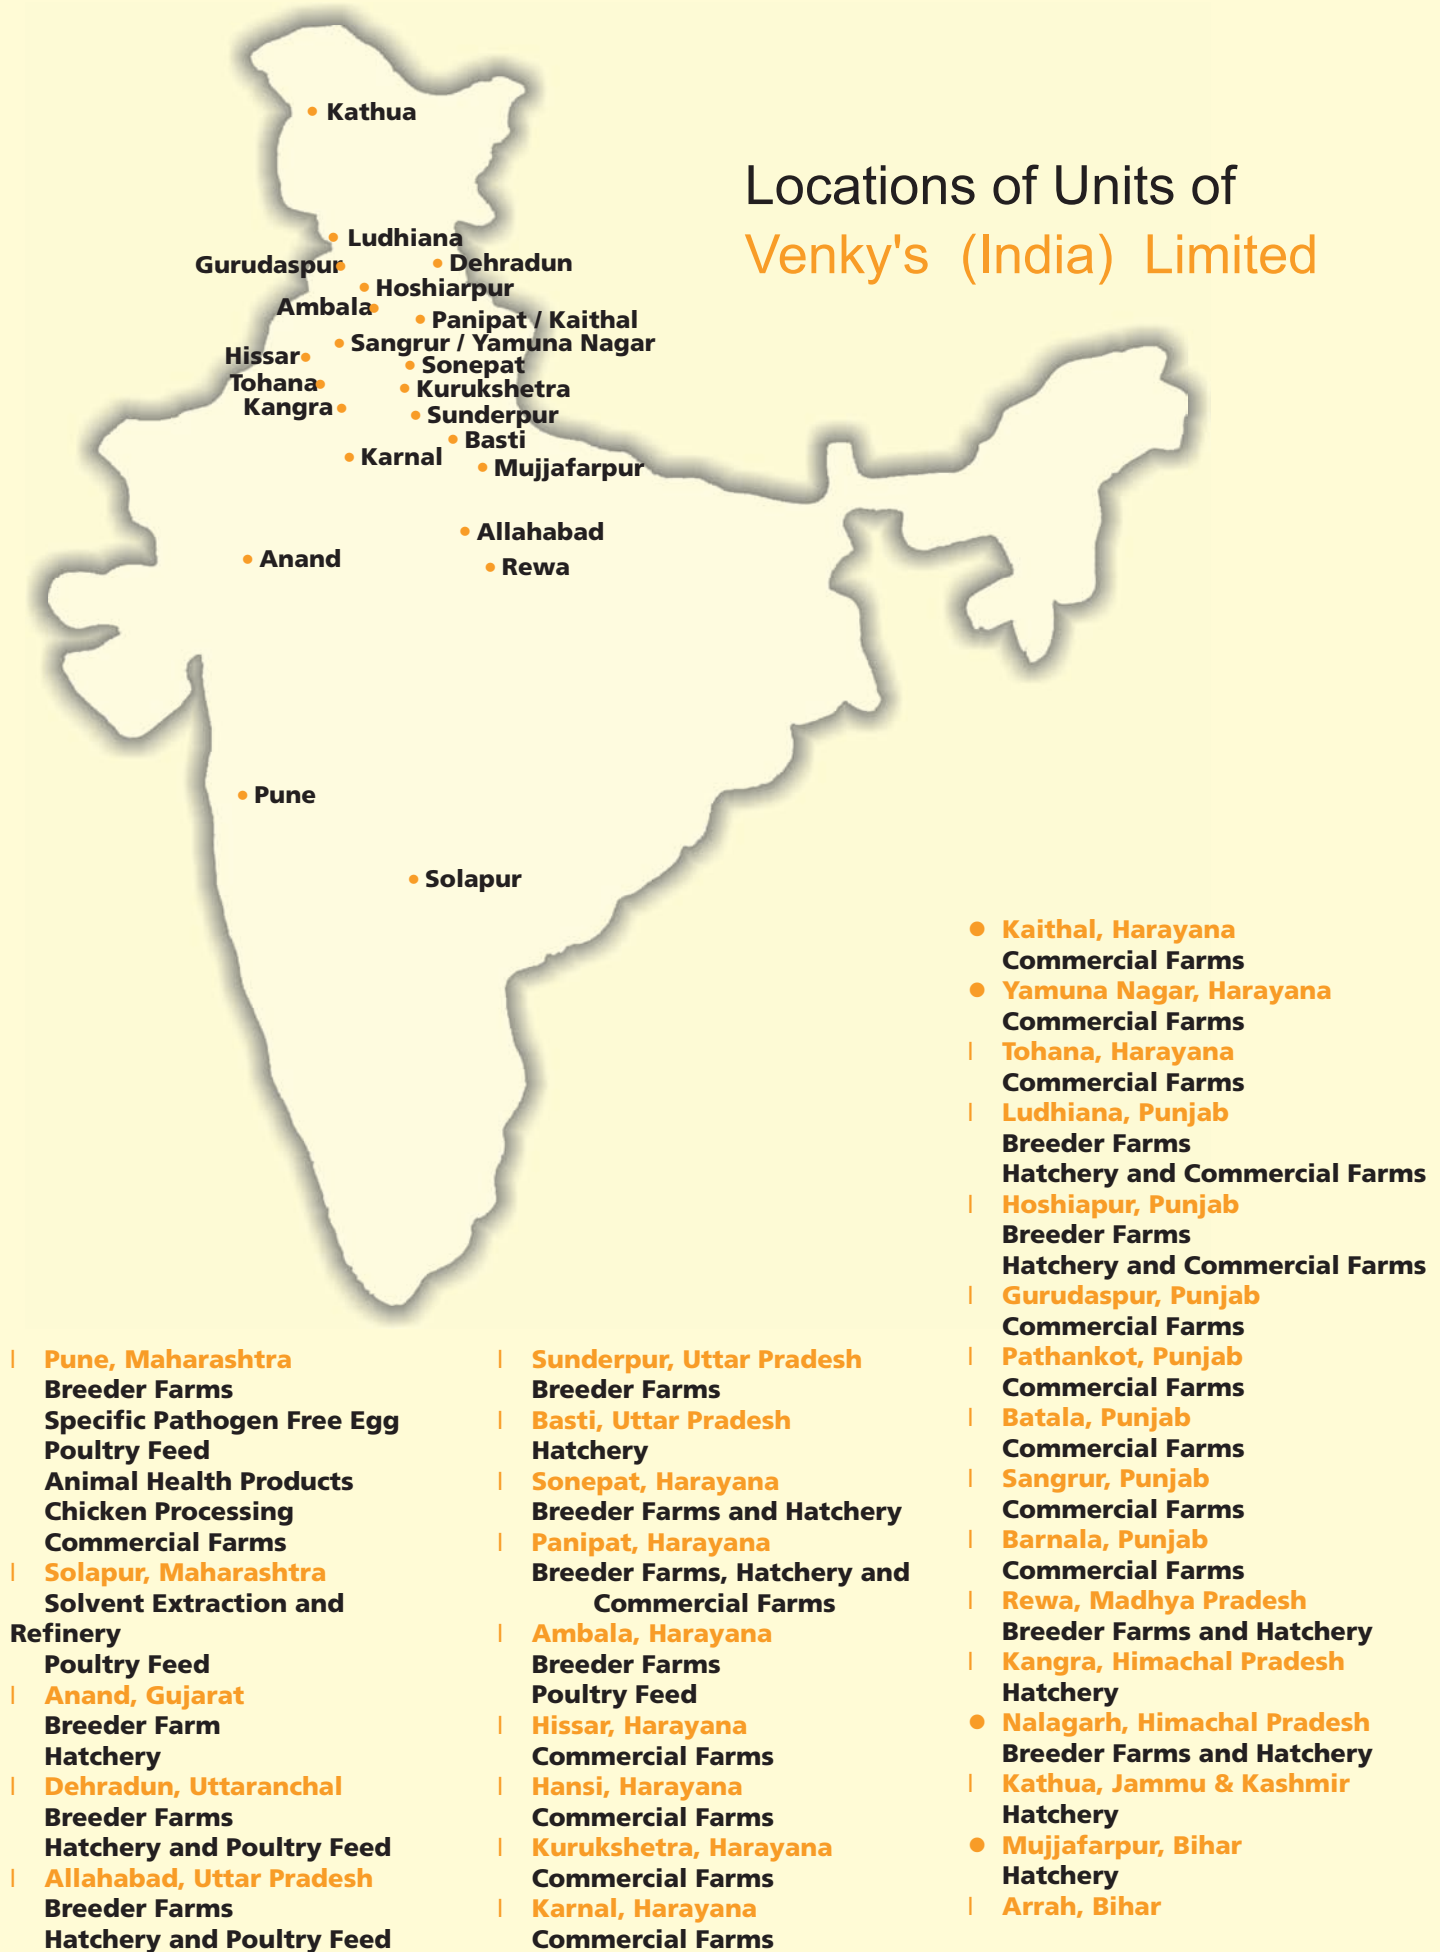 Kathua
Locations of Units of
Venky's (India) Limited
Ludhiana
Gurudaspur
Dehradun
Hoshiarpur
Ambala
Panipat / Kaithal
Sangrur / Yamuna Nagar
Hissar
Sonepat
Tohana
Kurukshetra
Kangra
Sunderpur
Basti
Karnal
Mujjafarpur
Allahabad
Anand
Rewa
Pune
Solapur
l Pune, Maharashtra
Breeder Farms
Specific Pathogen Free Egg
Poultry Feed
Animal Health Products
Chicken Processing
Commercial Farms
l Solapur, Maharashtra
Solvent Extraction and
Refinery
Poultry Feed
l Anand, Gujarat
Breeder Farm
Hatchery
l Dehradun, Uttaranchal
Breeder Farms
Hatchery and Poultry Feed
l Allahabad, Uttar Pradesh
Breeder Farms
Hatchery and Poultry Feed
l Sunderpur, Uttar Pradesh
Breeder Farms
l Basti, Uttar Pradesh
Hatchery
l Sonepat, Harayana
Breeder Farms and Hatchery
l Panipat, Harayana
Breeder Farms, Hatchery and
Commercial Farms
l Ambala, Harayana
Breeder Farms
Poultry Feed
l Hissar, Harayana
Commercial Farms
l Hansi, Harayana
Commercial Farms
l Kurukshetra, Harayana
Commercial Farms
l Karnal, Harayana
Commercial Farms
● Kaithal, Harayana
Commercial Farms
● Yamuna Nagar, Harayana
Commercial Farms
l Tohana, Harayana
Commercial Farms
l Ludhiana, Punjab
Breeder Farms
Hatchery and Commercial Farms
l Hoshiapur, Punjab
Breeder Farms
Hatchery and Commercial Farms
l Gurudaspur, Punjab
Commercial Farms
l Pathankot, Punjab
Commercial Farms
l Batala, Punjab
Commercial Farms
l Sangrur, Punjab
Commercial Farms
l Barnala, Punjab
Commercial Farms
l Rewa, Madhya Pradesh
Breeder Farms and Hatchery
l Kangra, Himachal Pradesh
Hatchery
● Nalagarh, Himachal Pradesh
Breeder Farms and Hatchery
l Kathua, Jammu & Kashmir
Hatchery
● Mujjafarpur, Bihar
Hatchery
l Arrah, Bihar